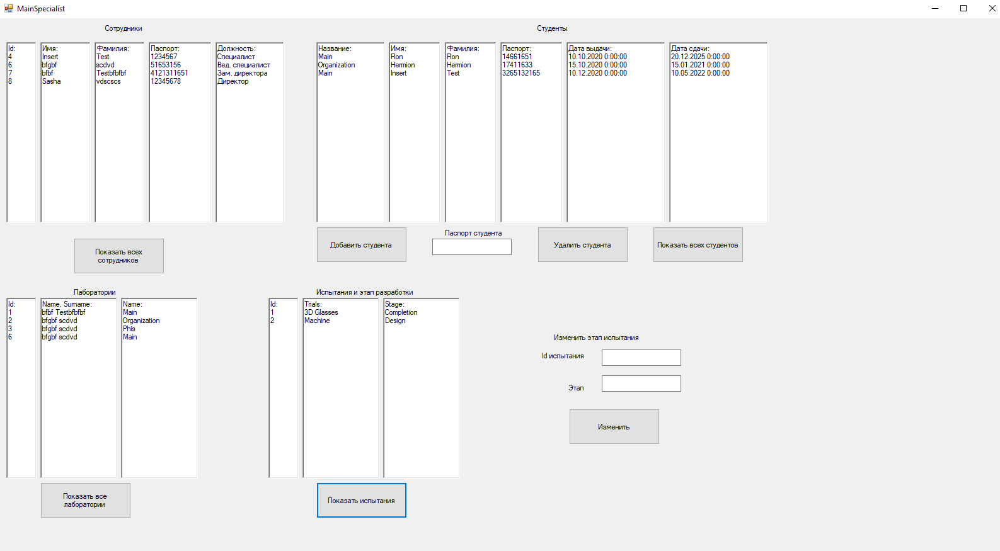 MainSpecialist
Сотрудники
Id:
4
6
7
8
Имя:
Insert
bfgbf
bfbf
Sasha
Фамилия:
Test
scdvd
Testbfbfbf
vdscscs
Паспорт:
1234567
51653156
4121311651
12345678
Должность:
Специалист
Вед. специалист
Зам. директора
Директор
Показать всех
сотрудников
Студенты
Название:
Main
Organization
Main
Имя:
Ron
Hermion
Insert
Фамилия:
Ron
Hermion
Test
Паспорт:
14661651
17411633
3265132165
Дата выдачи:
10.10.2020 0:00:00
15.10.2020 0:00:00
10.12.2020 0:00:00
Дата сдачи:
20.12.2025 0:00:00
15.01.2021 0:00:00
10.05.2022 0:00:00
Добавить студента
Паспорт студента
Удалить студента
Показать всех студентов
Лаборатории
Id:
1
2
3
6
Name, Surname:
bfbf Testbfbfbf
bfgbf scdvd
bfgbf scdvd
bfgbf scdvd
Name:
Main
Organization
Phis
Main
Показать все
лаборатории
Испытания и этап разработки
Id:
1
2
Trials:
3D Glasses
Machine
Stage:
Completion
Design
Показать испытания
Изменить этап испытания
Id испытания
Этап
Изменить